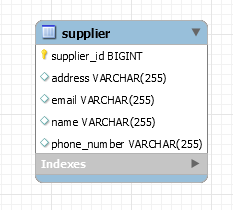 supplier
supplier_id BIGINT
address VARCHAR(255)
email VARCHAR(255)
name VARCHAR(255)
phone_number VARCHAR(255)
Indexes